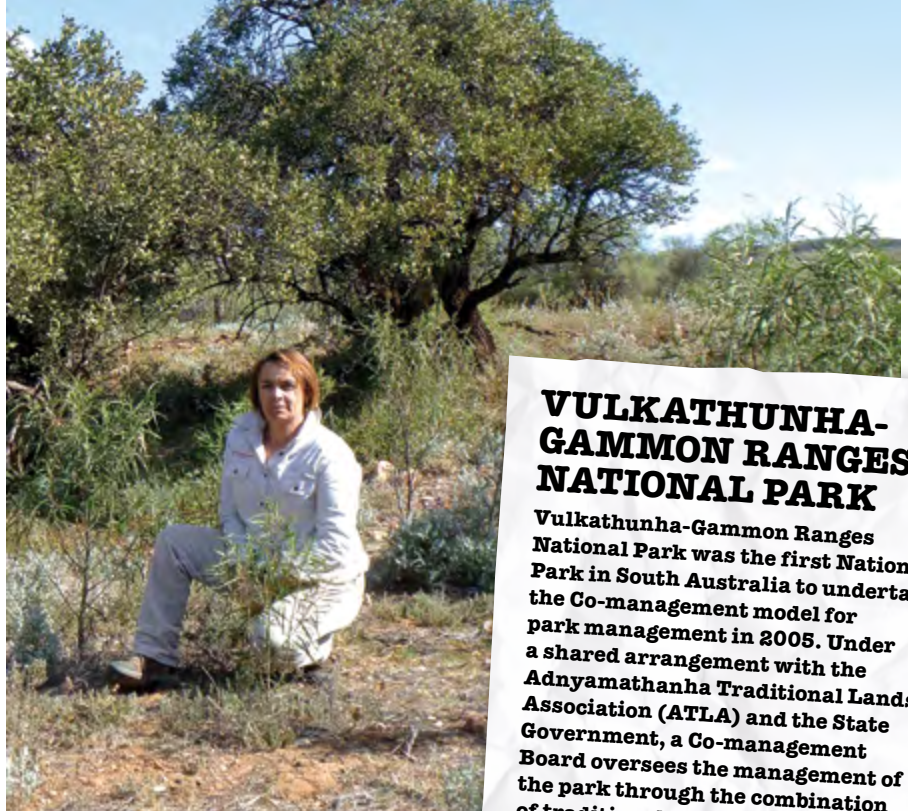 VULKATHUNHA-
GAMMON RANGES
NATIONAL PARK
Vulkathunha-Gammon Ranges
National Park was the first Nation
Park in South Australia to underta
the Co-management model for
park management in 2005. Under
a shared arrangement with the
Adnyamathanha Traditional Lands
Association (ATLA) and the State
Government, a Co-management
Board oversees the management of
the park through the combination